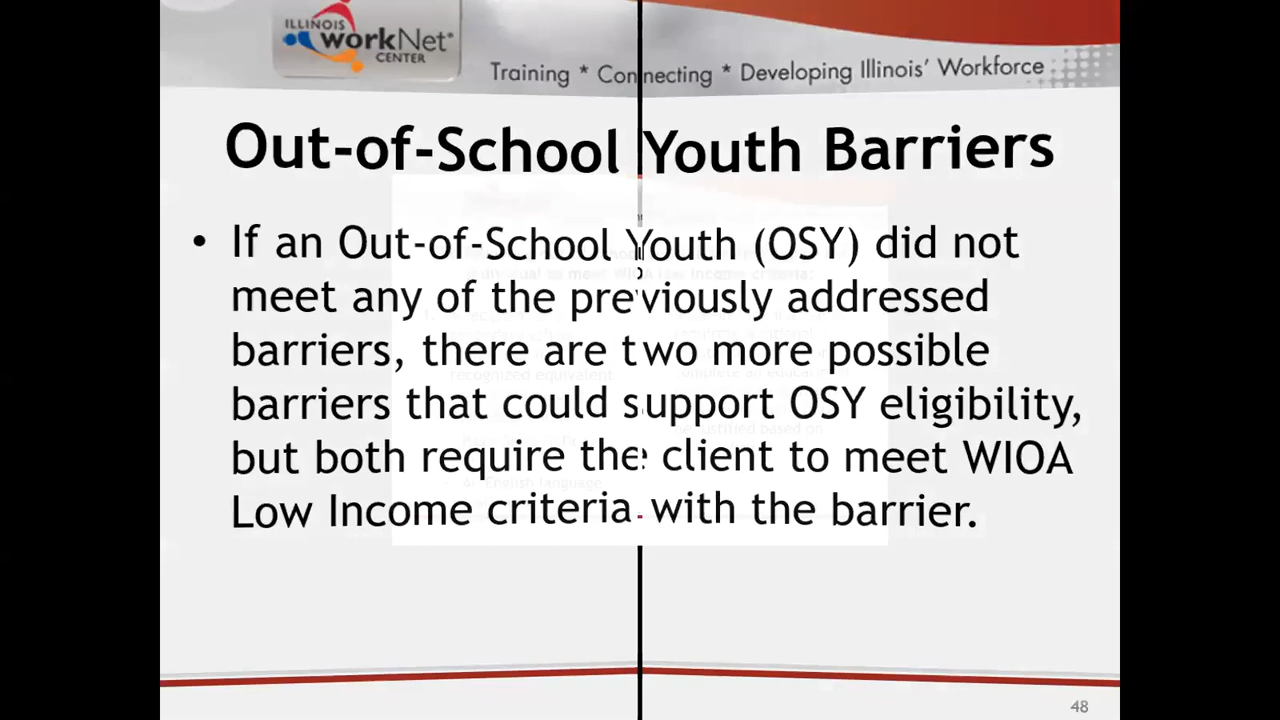 ILLINOIS
workNet®
CENTER
Training * Connecting * Developing Illinois' Workforce
Out-of-School Youth Barriers
• If an Out-of-School Youth (OSY) did not
meet any of the previously addressed
barriers, there are two more possible
barriers that could support OSY eligibility,
but both require the client to meet WIOA
Low Income criteria with the barrier.
48